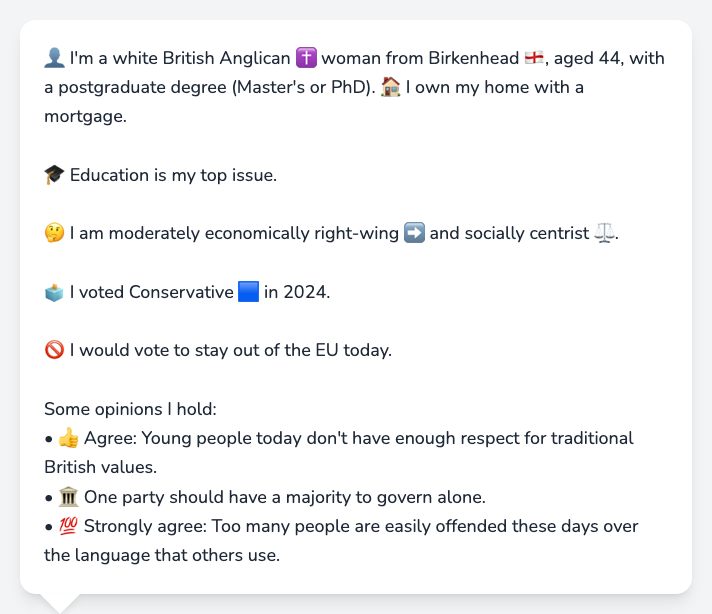 👤 I'm a white British Anglican ✝️ woman from Birkenhead 🏴󠁧󠁢󠁥󠁮󠁧󠁿, aged 44, with
a postgraduate degree (Master's or PhD). 🏠 I own my home with a
mortgage.
🎓 Education is my top issue.
🤔 I am moderately economically right-wing ➡️ and socially centrist ⚖️.
🗳️ I voted Conservative 🟦 in 2024.
🚫 I would vote to stay out of the EU today.
Some opinions I hold:
• 👍 Agree: Young people today don't have enough respect for traditional
British values.
• 🏛️ One party should have a majority to govern alone.
• 💯 Strongly agree: Too many people are easily offended these days over
the language that others use.